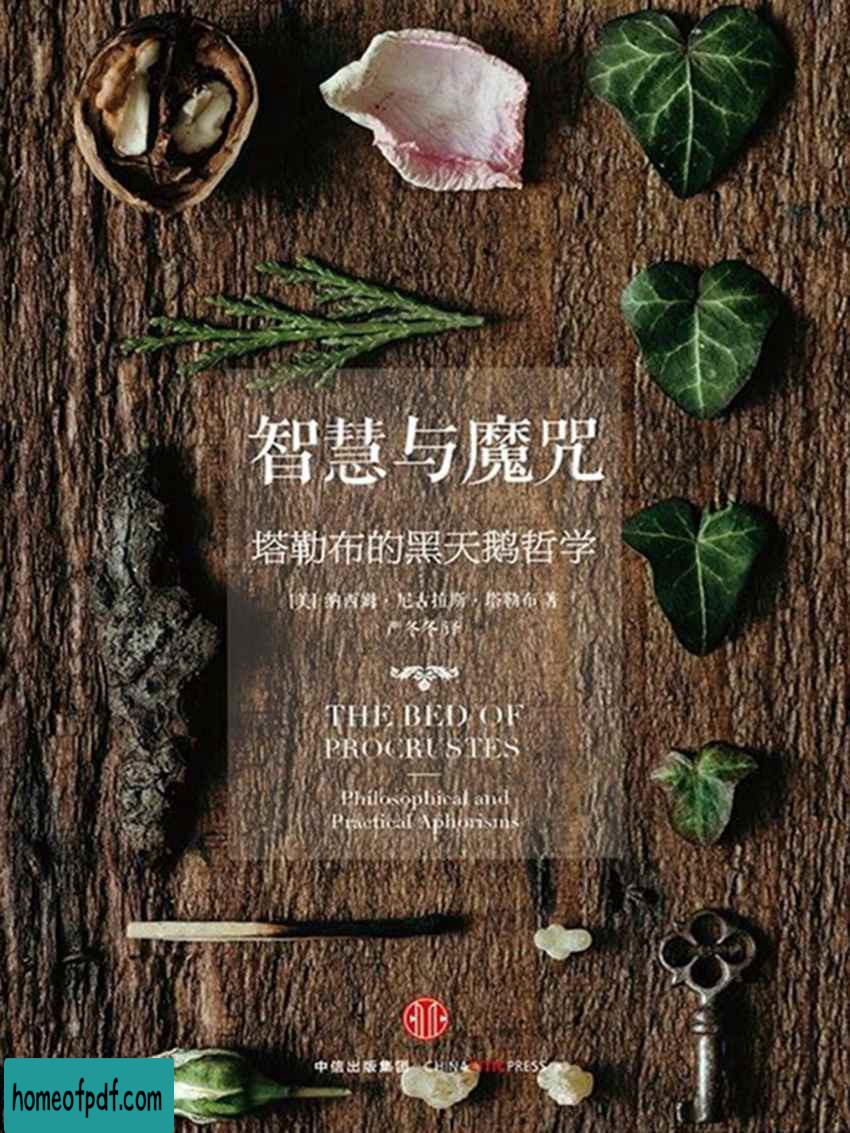 智慧与魔咒
塔勒布的黑天鹅哲学
[美] 纳西姆·尼古拉斯·塔勒布 著
严冬冬 译
THE BED OF
PROCRUSTES
Philosophical and
Practical Aphorisms
中信出版集团·CHINA CITIC PRESS
homeofpdf.com